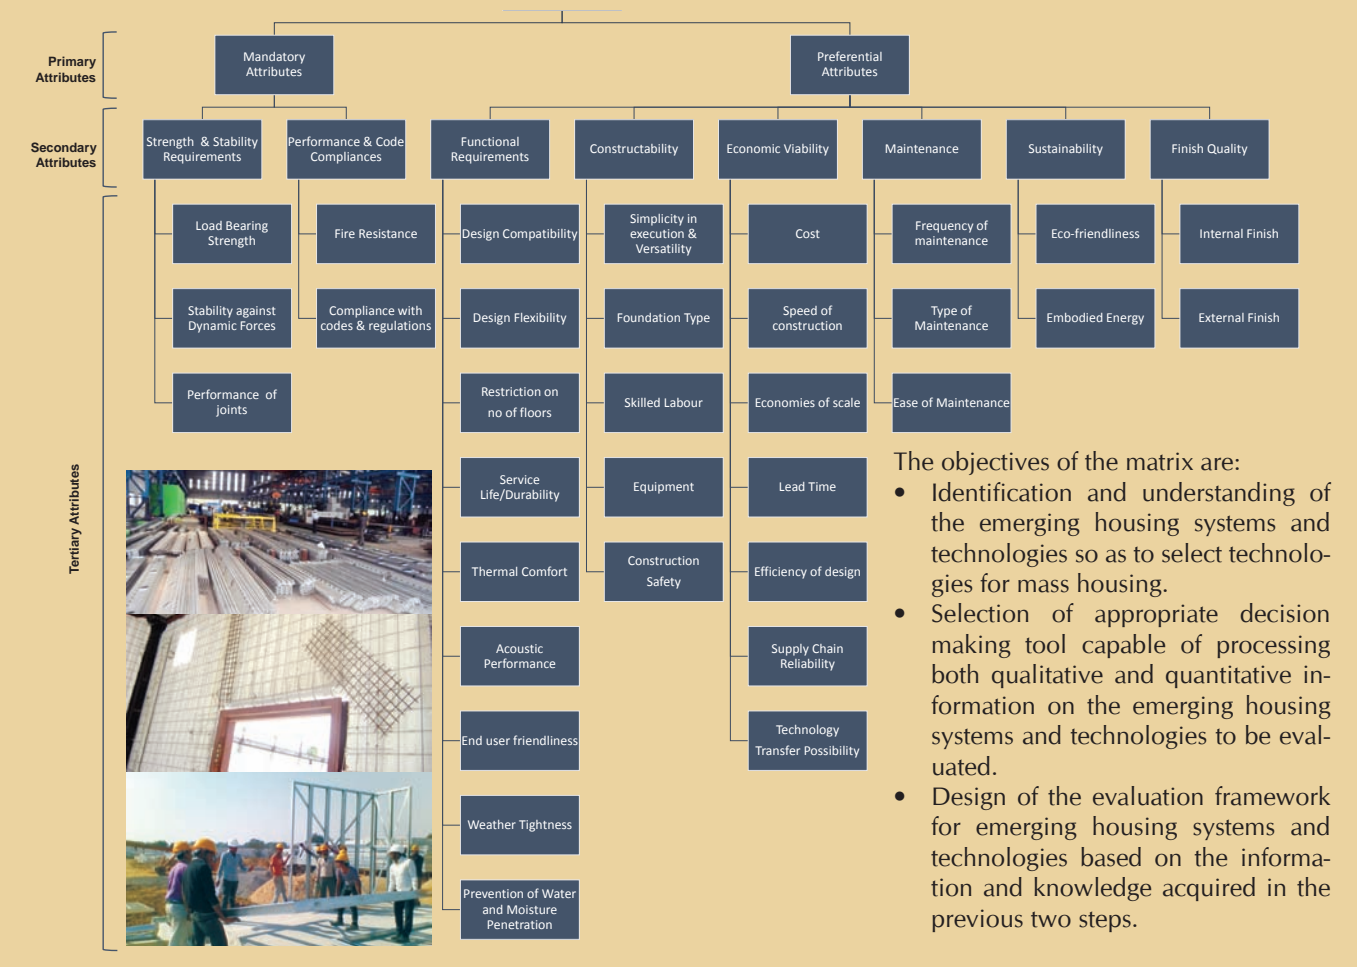 Primary
Attributes
Mandatory
Attributes
Preferential
Attributes
Secondary
Attributes
Strength & Stability
Requirements
Performance & Code
Compliances
Functional
Requirements
Constructability
Economic Viability
Maintenance
Sustainability
Finish Quality
Tertiary Attributes
Load Bearing
Strength
Stability against
Dynamic Forces
Performance of
joints
Fire Resistance
Compliance with
codes & regulations
Design Compatibility
Design Flexibility
Restriction on
no of floors
Service
Life/Durability
Thermal Comfort
Acoustic
Performance
End user friendliness
Weather Tightness
Prevention of Water
and Moisture
Penetration
Simplicity in
execution &
Versatility
Foundation Type
Skilled Labour
Equipment
Construction
Safety
Cost
Speed of
construction
Economies of scale
Lead Time
Efficiency of design
Supply Chain
Reliability
Technology
Transfer Possibility
Frequency of
maintenance
Type of
Maintenance
Ease of Maintenance
Eco-friendliness
Embodied Energy
Internal Finish
External Finish
The objectives of the matrix are:
• Identification and understanding of
the emerging housing systems and
technologies so as to select technolo-
gies for mass housing.
• Selection of appropriate decision
making tool capable of processing
both qualitative and quantitative in-
formation on the emerging housing
systems and technologies to be eval-
uated.
• Design of the evaluation framework
for emerging housing systems and
technologies based on the informa-
tion and knowledge acquired in the
previous two steps.